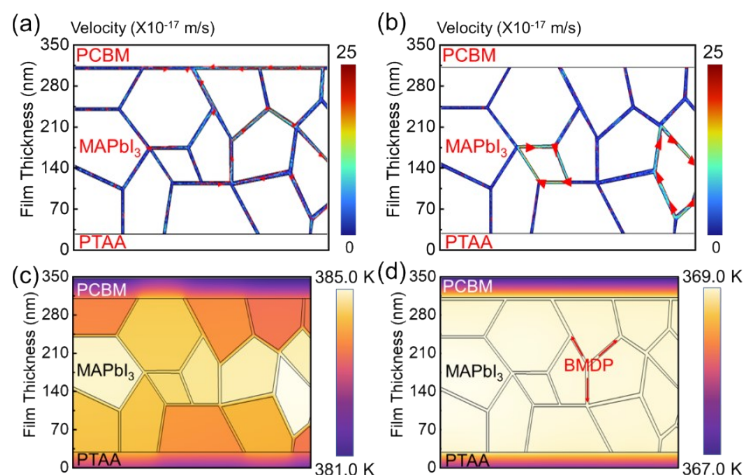 (a) Velocity (X10⁻¹⁷ m/s)
350
280
210
140
70
0
Film Thickness (nm)
PCBM
MAPbI₃
PTAA
25
0
(b) Velocity (X10⁻¹⁷ m/s)
350
280
210
140
70
0
Film Thickness (nm)
PCBM
MAPbI₃
PTAA
25
0
(c)
350
280
210
140
70
0
Film Thickness (nm)
PCBM
MAPbI₃
PTAA
385.0 K
381.0 K
(d)
350
280
210
140
70
0
Film Thickness (nm)
PCBM
BMDP
MAPbI₃
PTAA
369.0 K
367.0 K